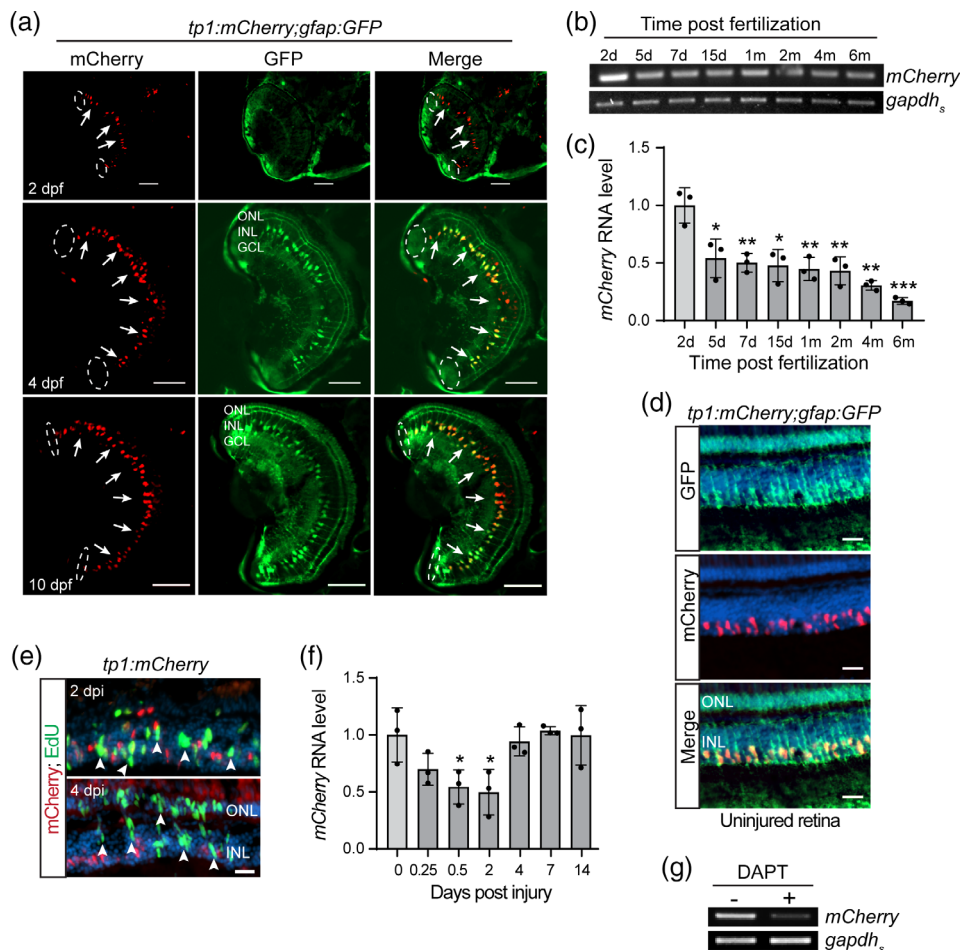 (a)
tp1:mCherry;gfap:GFP
mCherry GFP Merge
2 dpf
ONL
INL
GCL
4 dpf
ONL
INL
GCL
10 dpf
(b)
Time post fertilization
2d 5d 7d 15d 1m 2m 4m 6m
mCherry
gapdhs
(c)
mCherry RNA level
1.5
1.0
0.5
0.0
* ** * ** ** ** ***
2d 5d 7d 15d 1m 2m 4m 6m
Time post fertilization
(d)
tp1:mCherry;gfap:GFP
GFP
mCherry
Merge
ONL
INL
Uninjured retina
(e)
tp1:mCherry
mCherry; EdU
2 dpi
4 dpi
ONL
INL
(f)
mCherry RNA level
1.5
1.0
0.5
0.0
* *
0 0.25 0.5 2 4 7 14
Days post injury
(g)
DAPT
- +
mCherry
gapdhs